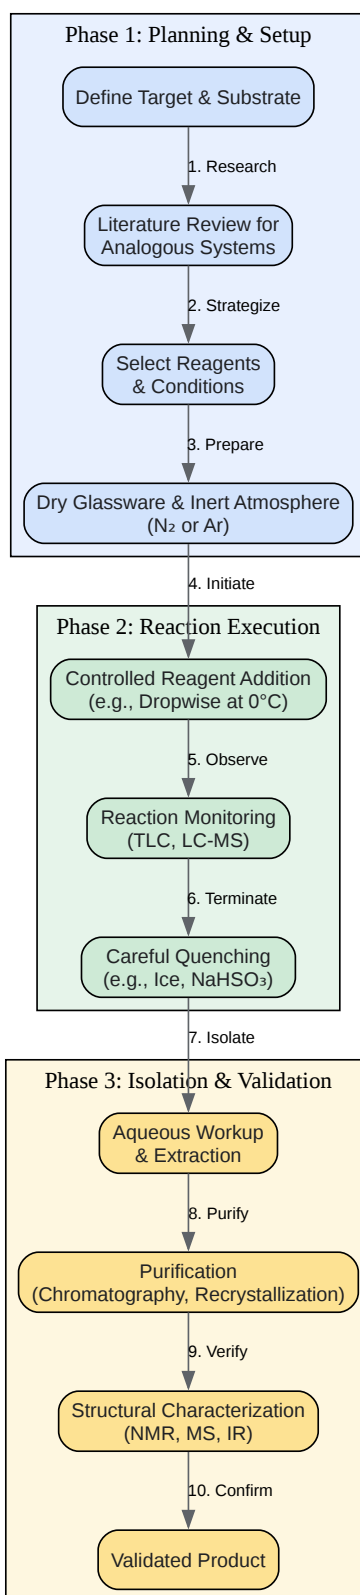 Phase 1: Planning & Setup
Define Target & Substrate
1. Research
Literature Review for
Analogous Systems
2. Strategize
Select Reagents
& Conditions
3. Prepare
Dry Glassware & Inert Atmosphere
(N₂ or Ar)
4. Initiate
Phase 2: Reaction Execution
Controlled Reagent Addition
(e.g., Dropwise at 0°C)
5. Observe
Reaction Monitoring
(TLC, LC-MS)
6. Terminate
Careful Quenching
(e.g., Ice, NaHSO₃)
7. Isolate
Phase 3: Isolation & Validation
Aqueous Workup
& Extraction
8. Purify
Purification
(Chromatography, Recrystallization)
9. Verify
Structural Characterization
(NMR, MS, IR)
10. Confirm
Validated Product